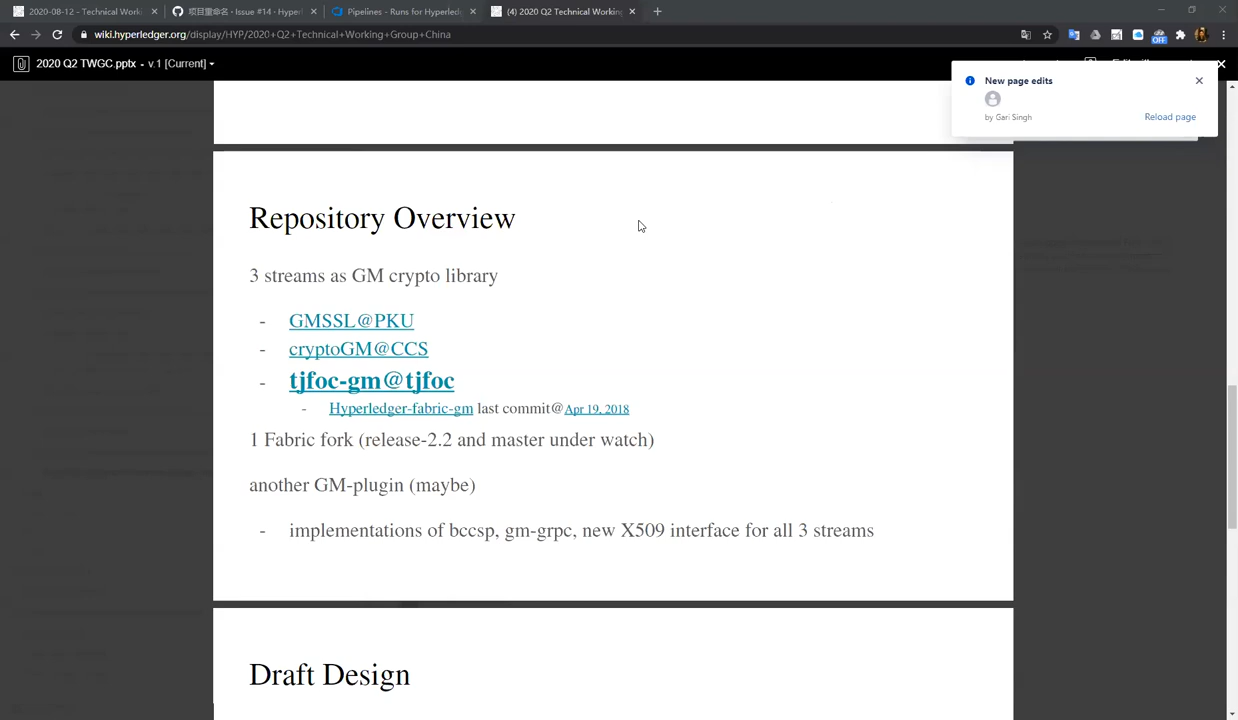 2020-08-12 - Technical Worki
项目重命名 · Issue #14 · Hyper
Pipelines - Runs for Hyperled
(4) 2020 Q2 Technical Working
wiki.hyperledger.org/display/HYP/2020+Q2+Technical+Working+Group+China
OFF
2020 Q2 TWGC.pptx - v.1 [Current]
New page edits
by Gari Singh
Reload page
Repository Overview
3 streams as GM crypto library
- GMSSL@PKU
- cryptoGM@CCS
- tjfoc-gm@tjfoc
- Hyperledger-fabric-gm last commit@Apr 19, 2018
1 Fabric fork (release-2.2 and master under watch)
another GM-plugin (maybe)
- implementations of bccsp, gm-grpc, new X509 interface for all 3 streams
Draft Design